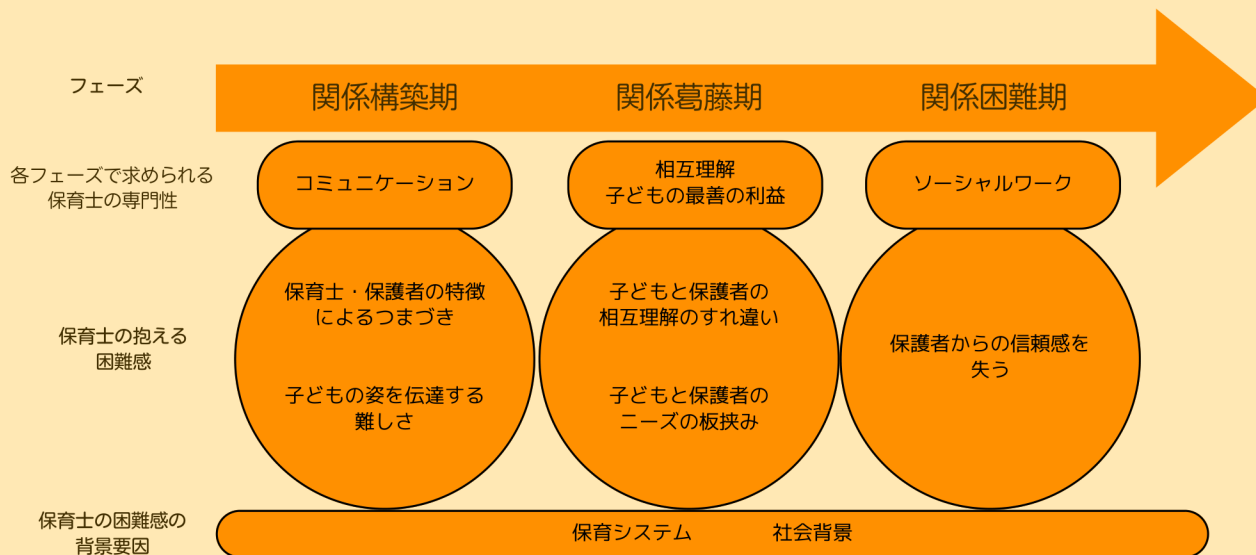 フェーズ
関係構築期
関係葛藤期
関係困難期
各フェーズで求められる
保育士の専門性
コミュニケーション
相互理解
子どもの最善の利益
ソーシャルワーク
保育士の抱える
困難感
保育士・保護者の特徴
によるつまづき
子どもの姿を伝達する
難しさ
子どもと保護者の
相互理解のすれ違い
子どもと保護者の
ニーズの板挟み
保護者からの信頼感を
失う
保育士の困難感の
背景要因
保育システム
社会背景